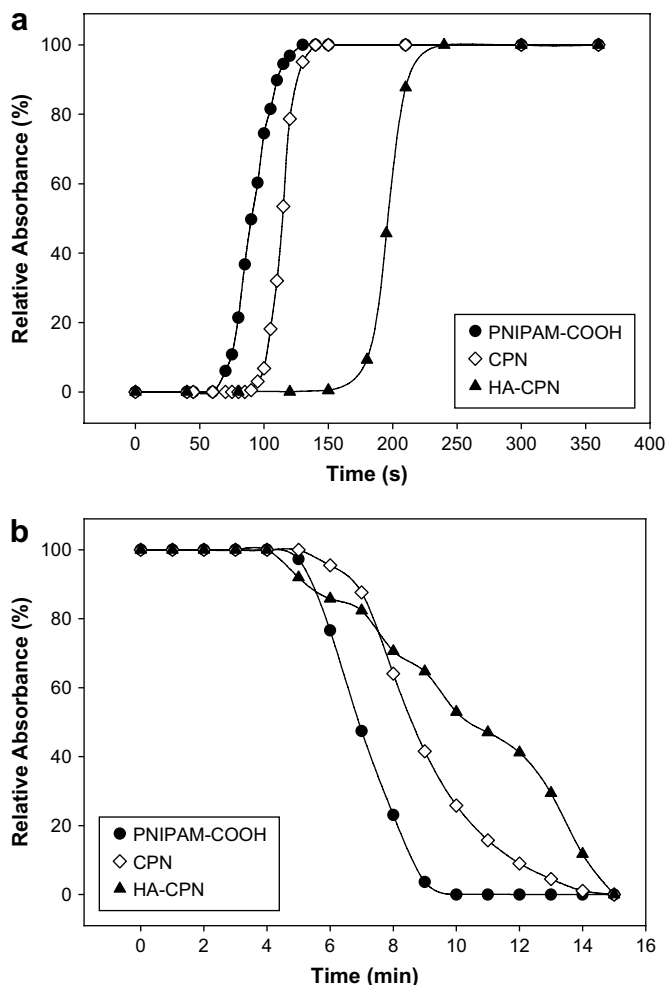 a
100
80
60
40
20
0
Relative Absorbance (%)
PNIPAM-COOH
CPN
HA-CPN
0 50 100 150 200 250 300 350 400
Time (s)
b
100
80
60
40
20
0
Relative Absorbance (%)
PNIPAM-COOH
CPN
HA-CPN
0 2 4 6 8 10 12 14 16
Time (min)